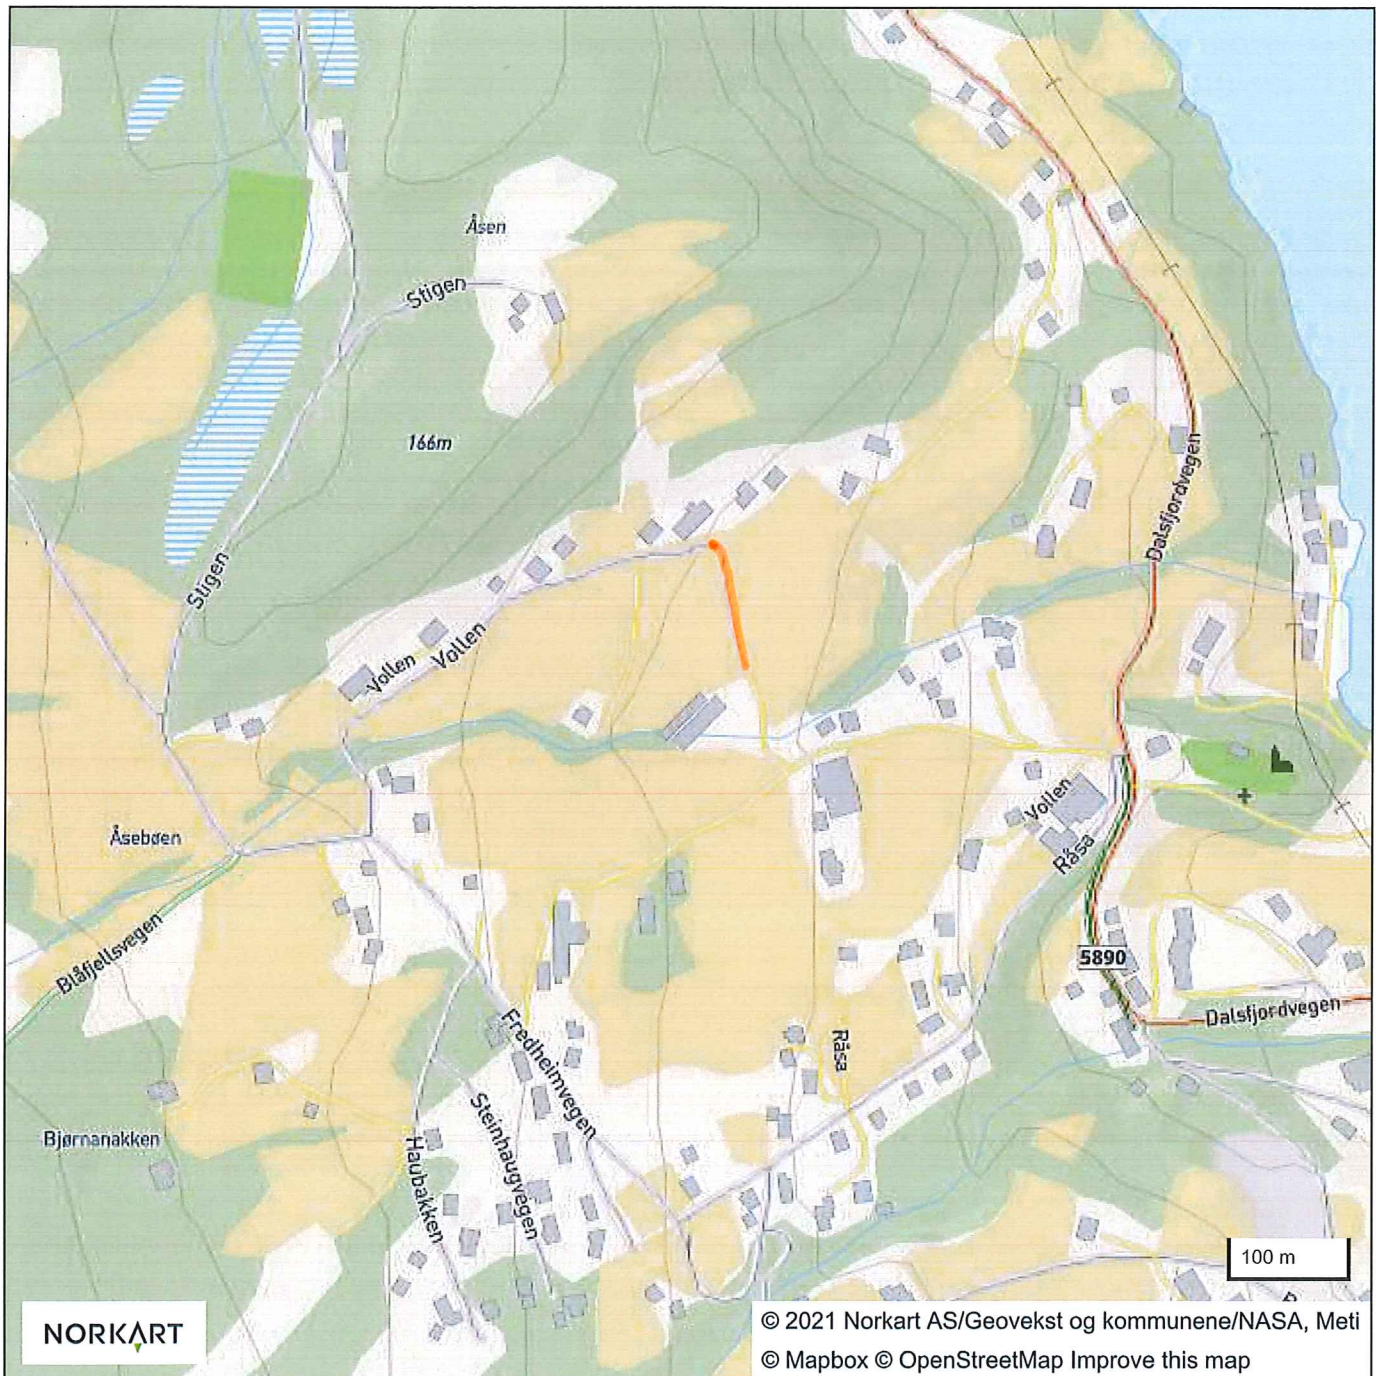 Åsen
Stigen
166m
Dalsfjordvegen
Stigen
Vollen
Vollen
Vollen
Åsebøen
Råsa
Blåfjellsvegen
5890
Dalsfjordvegen
Fredheimvegen
Råsa
Steinhaugvegen
Bjørnanakken
Haubakken
100 m
NORKART
© 2021 Norkart AS/Geovekst og kommunene/NASA, Meti
© Mapbox © OpenStreetMap Improve this map